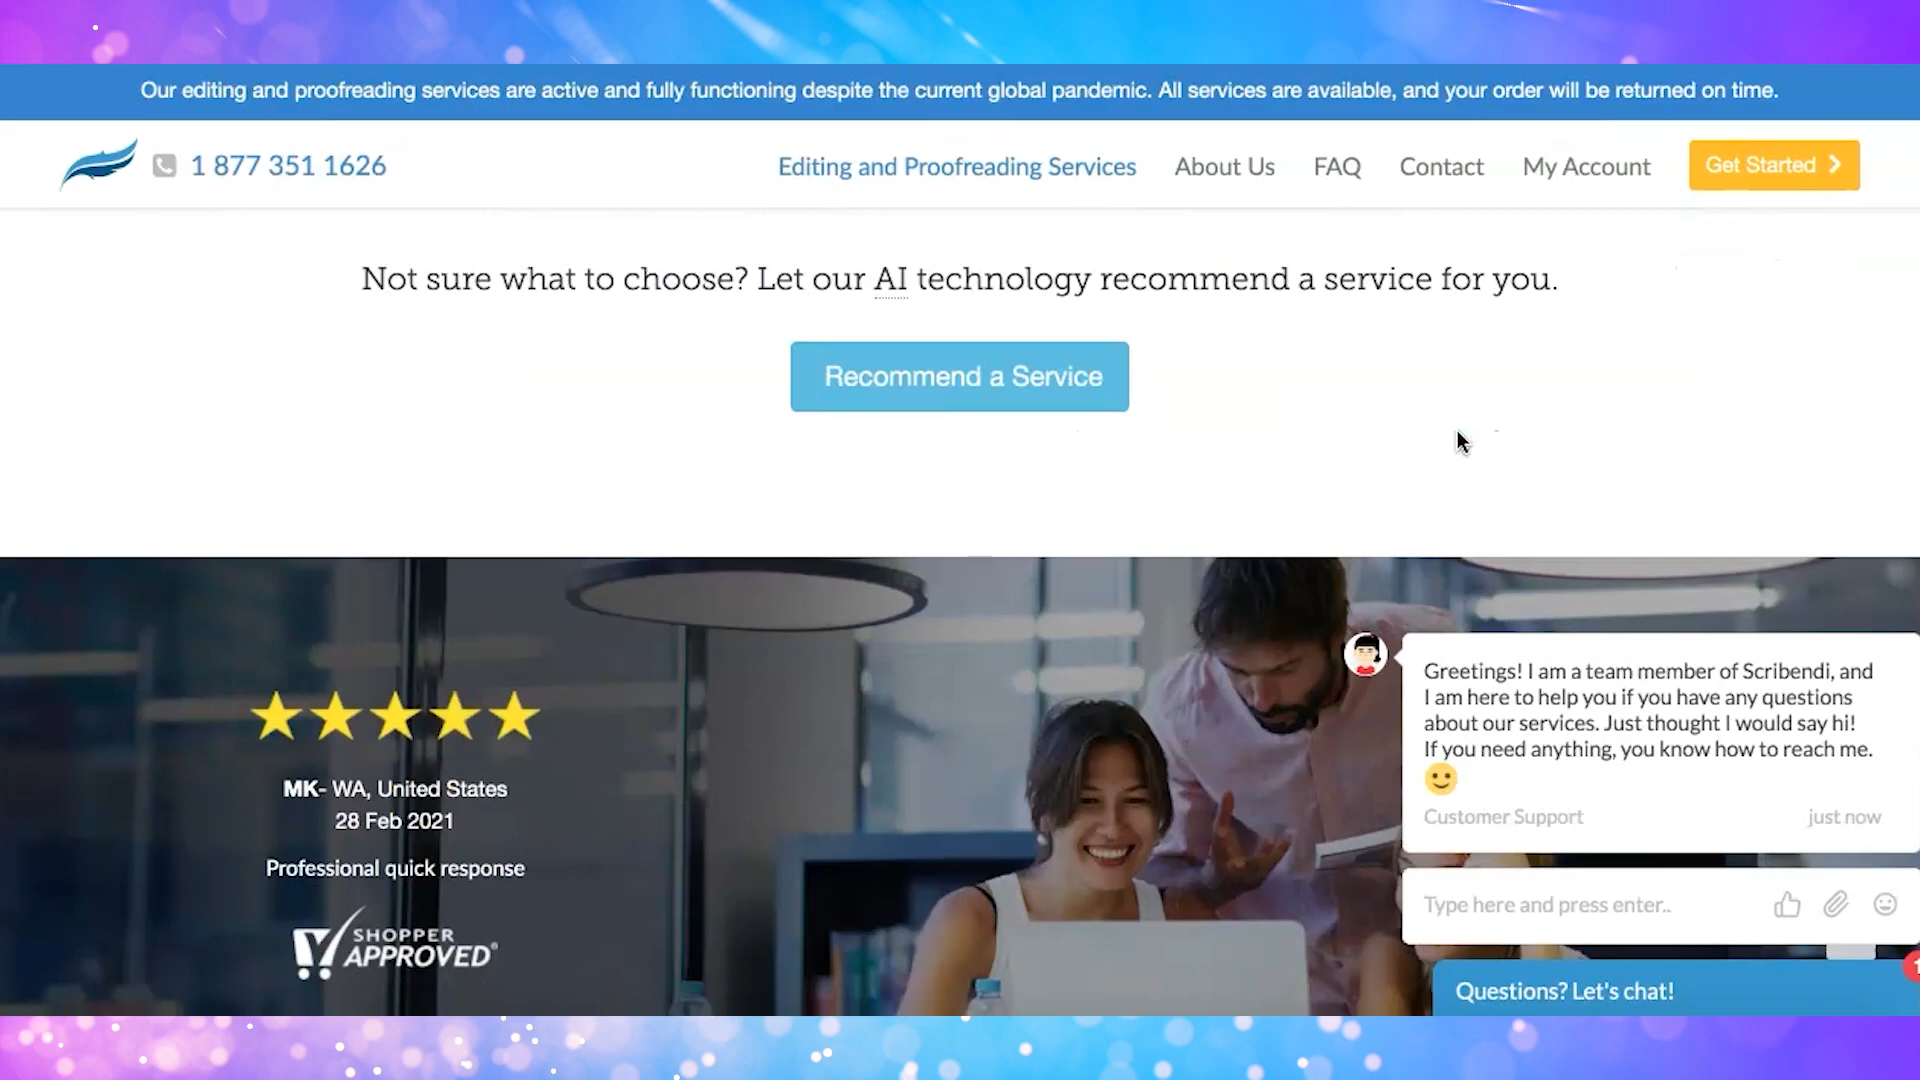 Our editing and proofreading services are active and fully functioning despite the current global pandemic. All services are available, and your order will be returned on time.
1 877 351 1626
Editing and Proofreading Services
About Us
FAQ
Contact
My Account
Get Started
Not sure what to choose? Let our AI technology recommend a service for you.
Recommend a Service
MK- WA, United States
28 Feb 2021
Professional quick response
SHOPPER
APPROVED®
Greetings! I am a team member of Scribendi, and
I am here to help you if you have any questions
about our services. Just thought I would say hi!
If you need anything, you know how to reach me.
Customer Support
just now
Type here and press enter..
Questions? Let's chat!